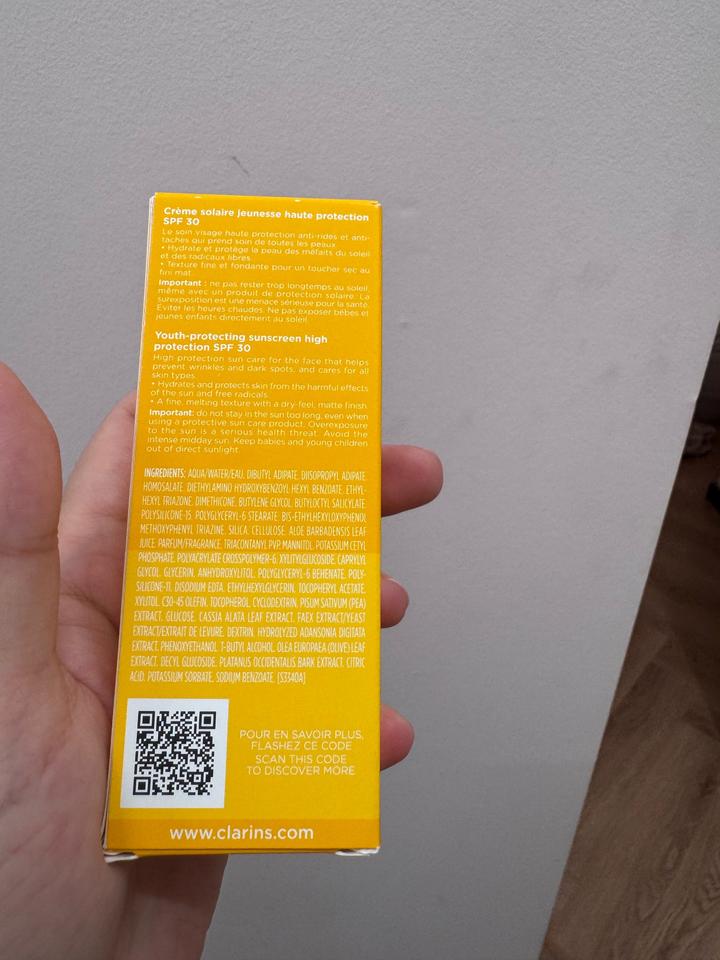 Crème solaire jeunesse haute protection
SPF 30
Le soin visage haute protection anti-rides et anti-
taches qui prend soin de toutes les peaux.
• Hydrate et protège la peau des méfaits du soleil
et des radicaux libres.
• Texture fine et fondante pour un toucher sec au
fini mat.
Important : ne pas rester trop longtemps au soleil,
même avec un produit de protection solaire. La
surexposition est une menace sérieuse pour la santé.
Eviter les heures chaudes. Ne pas exposer bébés et
jeunes enfants directement au soleil.
Youth-protecting sunscreen high
protection SPF 30
High protection sun care for the face that helps
prevent wrinkles and dark spots, and cares for all
skin types.
• Hydrates and protects skin from the harmful effects
of the sun and free radicals.
• A fine, melting texture with a dry-feel, matte finish.
Important: do not stay in the sun too long, even when
using a protective sun care product. Overexposure
to the sun is a serious health threat. Avoid the
intense midday sun. Keep babies and young children
out of direct sunlight.
INGREDIENTS: AQUA/WATER/EAU, DIBUTYL ADIPATE, DIISOPROPYL ADIPATE,
HOMOSALATE, DIETHYLAMINO HYDROXYBENZOYL HEXYL BENZOATE, ETHYL-
HEXYL TRIAZONE, DIMETHICONE, BUTYLENE GLYCOL, BUTYLOCTYL SALICYLATE,
POLYSILICONE-15, POLYGLYCERYL-6 STEARATE, BIS-ETHYLHEXYLOXYPHENOL
METHOXYPHENYL TRIAZINE, SILICA, CELLULOSE, ALOE BARBADENSIS LEAF
JUICE, PARFUM/FRAGRANCE, TRIACONTANYL PVP, MANNITOL, POTASSIUM CETYL
PHOSPHATE, POLYACRYLATE CROSSPOLYMER-6, XYLITYLGLUCOSIDE, CAPRYLYL
GLYCOL, GLYCERIN, ANHYDROXYLITOL, POLYGLYCERYL-6 BEHENATE, POLY-
SILICONE-11, DISODIUM EDTA, ETHYLHEXYLGLYCERIN, TOCOPHERYL ACETATE,
XYLITOL, C30-45 OLEFIN, TOCOPHEROL, CYCLODEXTRIN, PISUM SATIVUM (PEA)
EXTRACT, GLUCOSE, CASSIA ALATA LEAF EXTRACT, FAEX EXTRACT/YEAST
EXTRACT/EXTRAIT DE LEVURE, DEXTRIN, HYDROLYZED ADANSONIA DIGITATA
EXTRACT, PHENOXYETHANOL, T-BUTYL ALCOHOL, OLEA EUROPAEA (OLIVE) LEAF
EXTRACT, DECYL GLUCOSIDE, PLATANUS OCCIDENTALIS BARK EXTRACT, CITRIC
ACID, POTASSIUM SORBATE, SODIUM BENZOATE. [S3340A]
POUR EN SAVOIR PLUS,
FLASHEZ CE CODE
SCAN THIS CODE
TO DISCOVER MORE
www.clarins.com